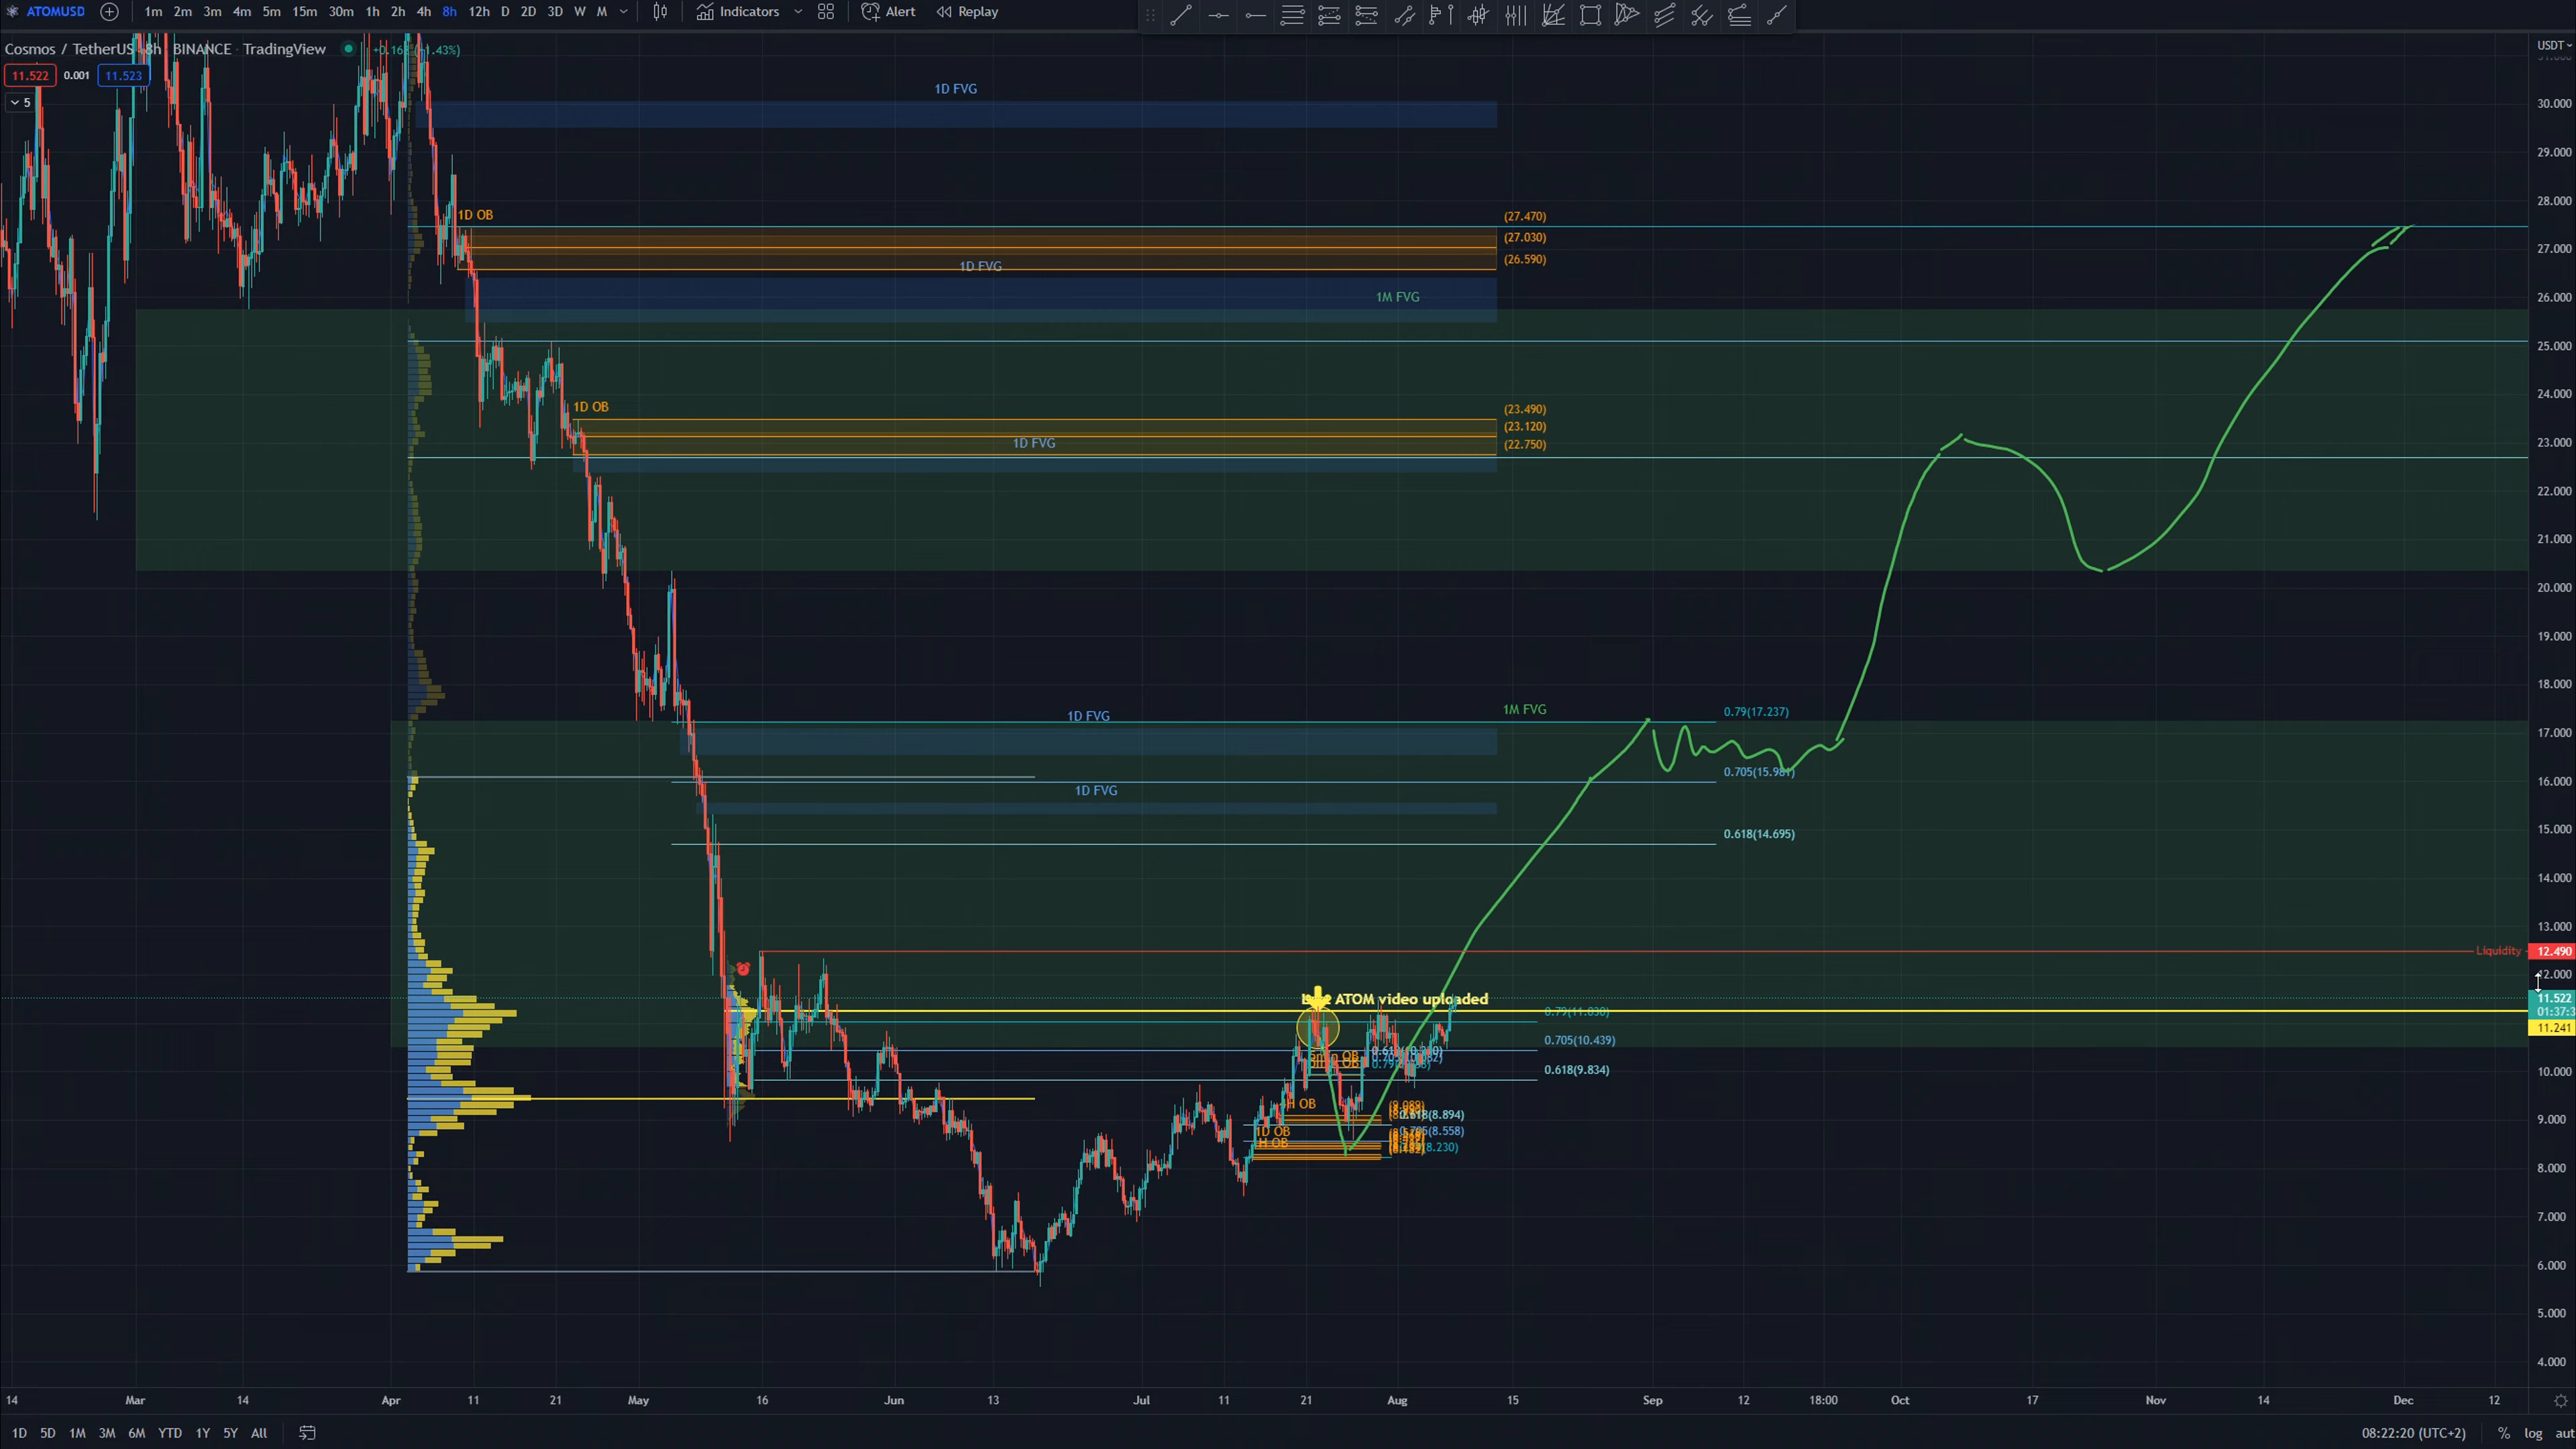 ATOMUSD 1m 2m 3m 4m 5m 15m 30m 1h 2h 4h 8h 12h D 2D 3D W M Indicators Alert Replay
Cosmos / TetherUS 8h BINANCE TradingView
11.522 0.001 11.523
5
USDT
1D FVG
30.000
29.000
28.000
1D OB
(27.470)
(27.030)
27.000
(26.590)
1D FVG
1M FVG
26.000
25.000
24.000
1D OB
(23.490)
(23.120)
23.000
(22.750)
1D FVG
22.000
21.000
20.000
19.000
18.000
1D FVG
1M FVG
0.79(17.237)
17.000
16.000
1D FVG
15.000
0.618(14.695)
14.000
13.000
Liquidity 12.490
12.000
ATOM video uploaded
11.522
11.241
0.79(11.030)
0.705(10.439)
0.618(9.834)
10.000
9.000
1D OB
8.000
7.000
6.000
5.000
4.000
14 Mar 14 Apr 11 21 May 16 Jun 13 Jul 11 21 Aug 15 Sep 12 18:00 Oct 17 Nov 14 Dec 12
1D 5D 1M 3M 6M YTD 1Y 5Y All
08:22:20 (UTC+2) % log